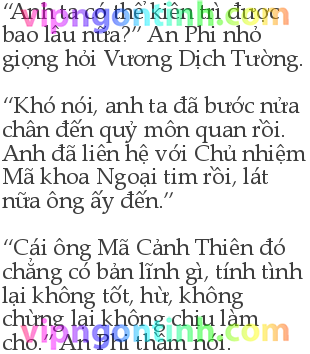 “Anh ta có thể kiên trì được
bao lâu nữa?” An Phi nhỏ
giọng hỏi Vương Dịch Tường.
“Khó nói, anh ta đã bước nửa
chân đến quỷ môn quan rồi.
Anh đã liên hệ với Chủ nhiệm
Mã khoa Ngoại tim rồi, lát
nữa ông ấy đến.”
“Cái ông Mã Cảnh Thiên đó
chẳng có bản lĩnh gì, tính tình
lại không tốt, hừ, không
chừng lại không chịu làm
cho.” An Phi thầm nói.
vipngontinh.com
vipngontinh.com